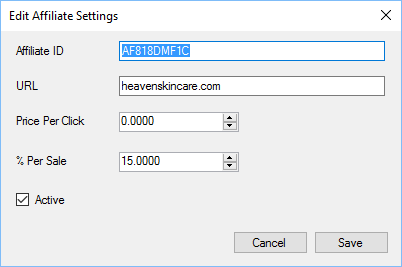 Edit Affiliate Settings
Affiliate ID AF818DMF1C
URL heavenskincare.com
Price Per Click 0.0000
% Per Sale 15.0000
Active
Cancel Save